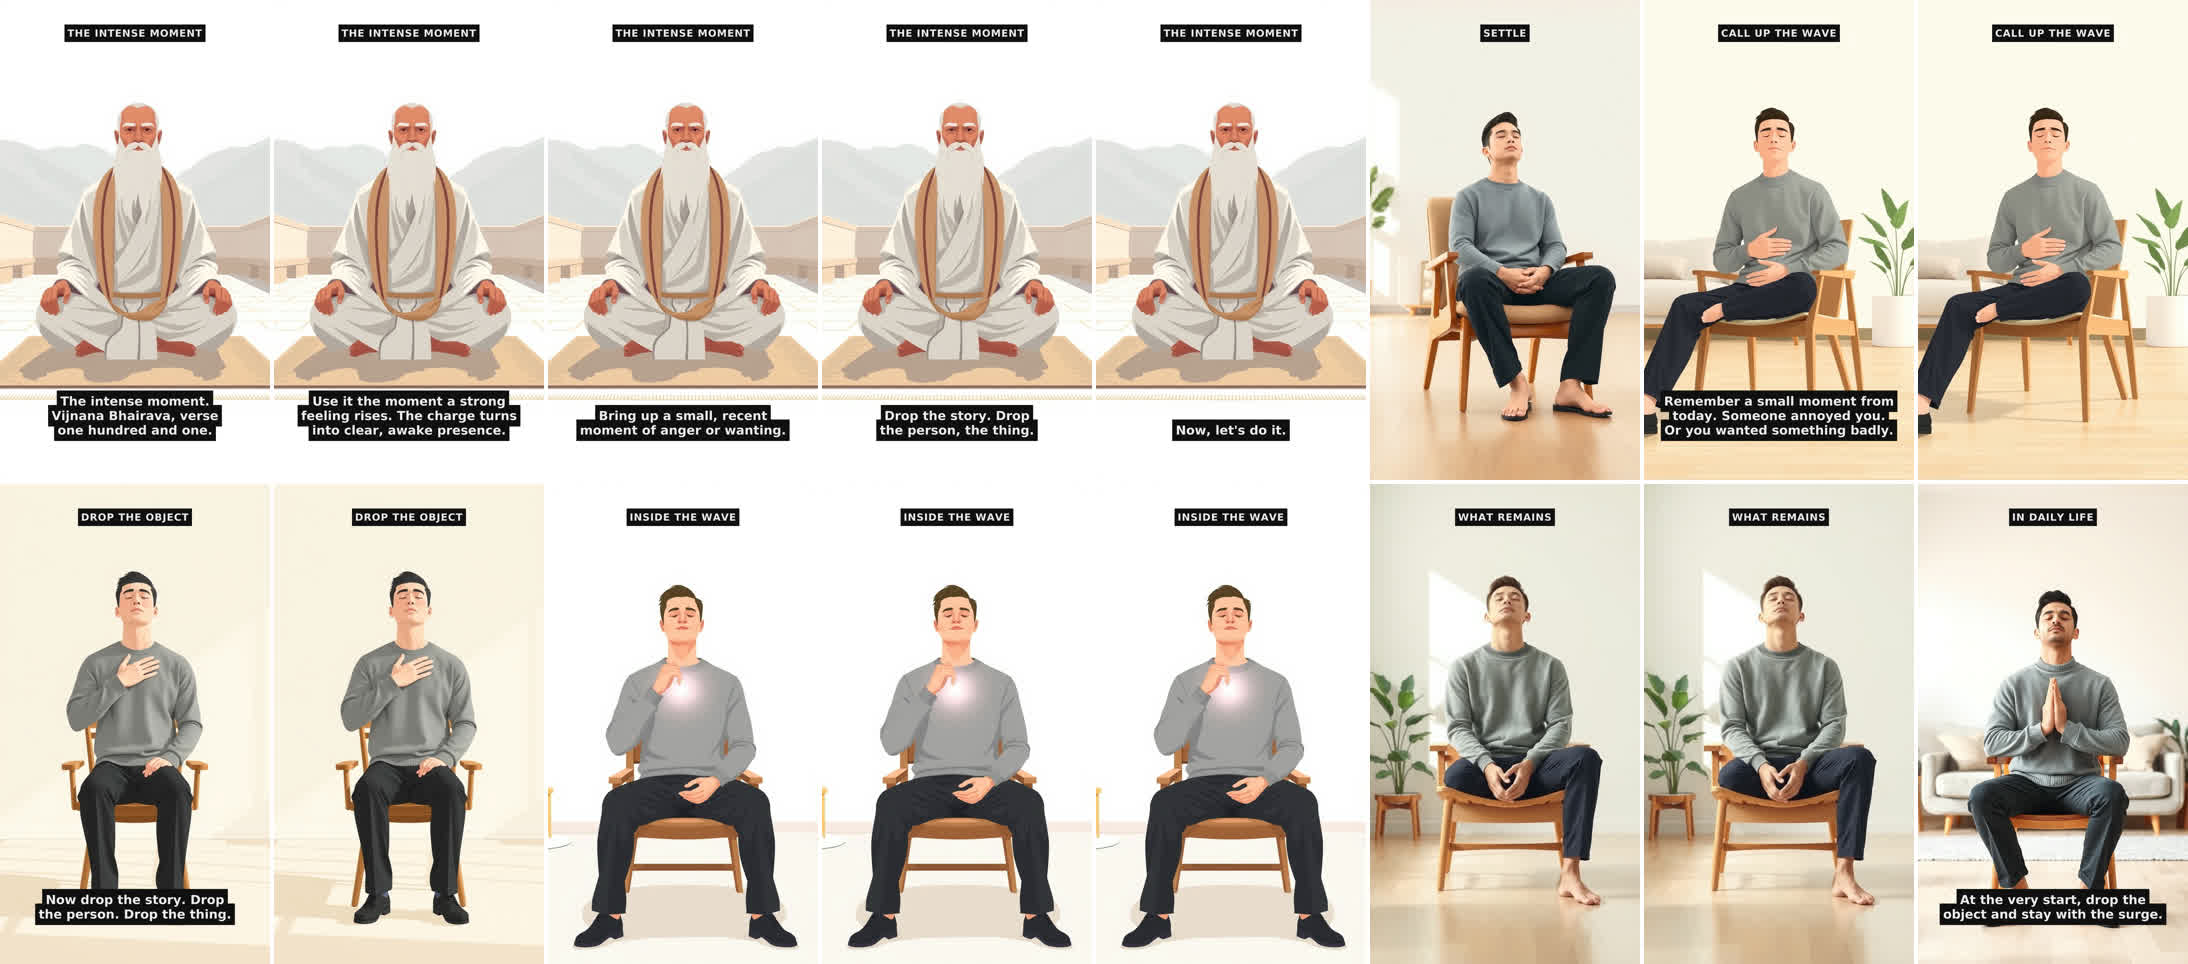 THE INTENSE MOMENT
The intense moment.
Vijnana Bhairava, verse
one hundred and one.
THE INTENSE MOMENT
Use it the moment a strong
feeling rises. The charge turns
into clear, awake presence.
THE INTENSE MOMENT
Bring up a small, recent
moment of anger or wanting.
THE INTENSE MOMENT
Drop the story. Drop
the person, the thing.
THE INTENSE MOMENT
Now, let's do it.
SETTLE
CALL UP THE WAVE
Remember a small moment from
today. Someone annoyed you.
Or you wanted something badly.
CALL UP THE WAVE
DROP THE OBJECT
Now drop the story. Drop
the person. Drop the thing.
DROP THE OBJECT
INSIDE THE WAVE
INSIDE THE WAVE
INSIDE THE WAVE
WHAT REMAINS
WHAT REMAINS
IN DAILY LIFE
At the very start, drop the
object and stay with the surge.